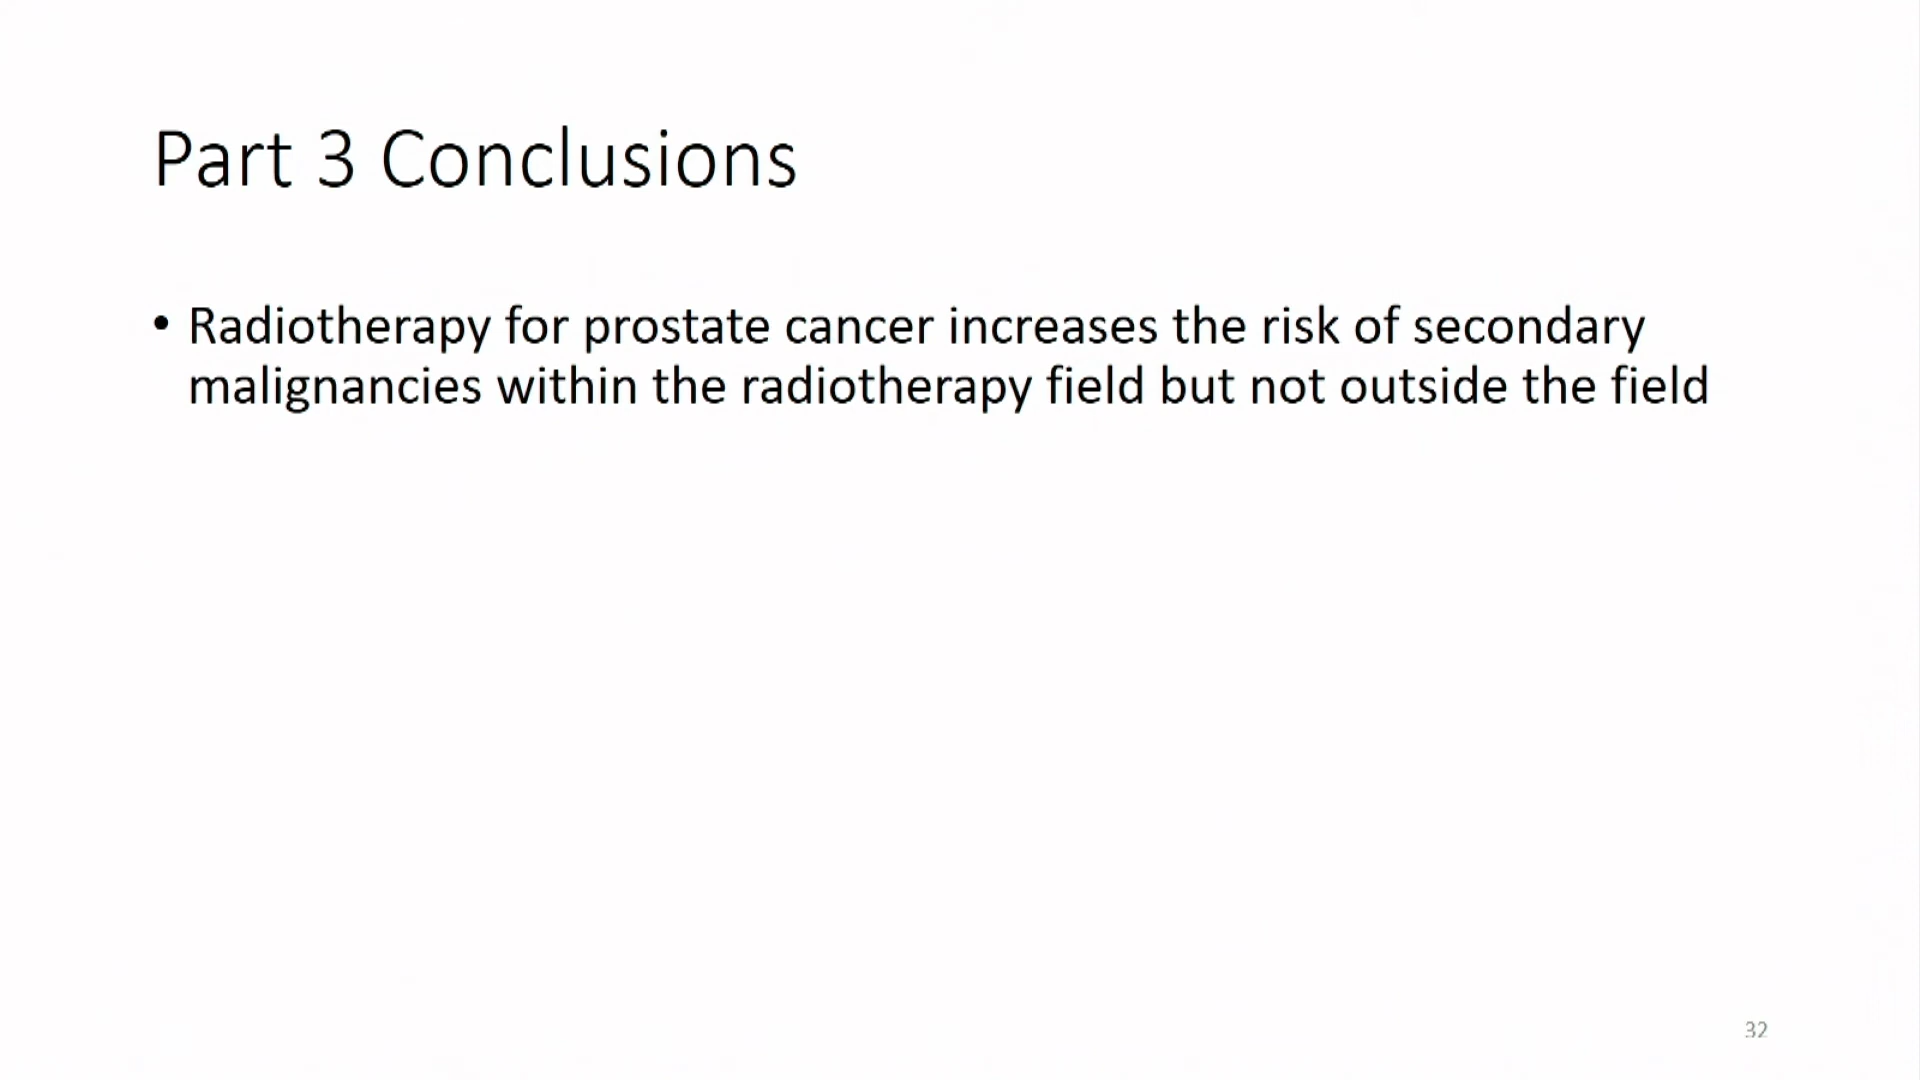 Part 3 Conclusions
• Radiotherapy for prostate cancer increases the risk of secondary
malignancies within the radiotherapy field but not outside the field
32